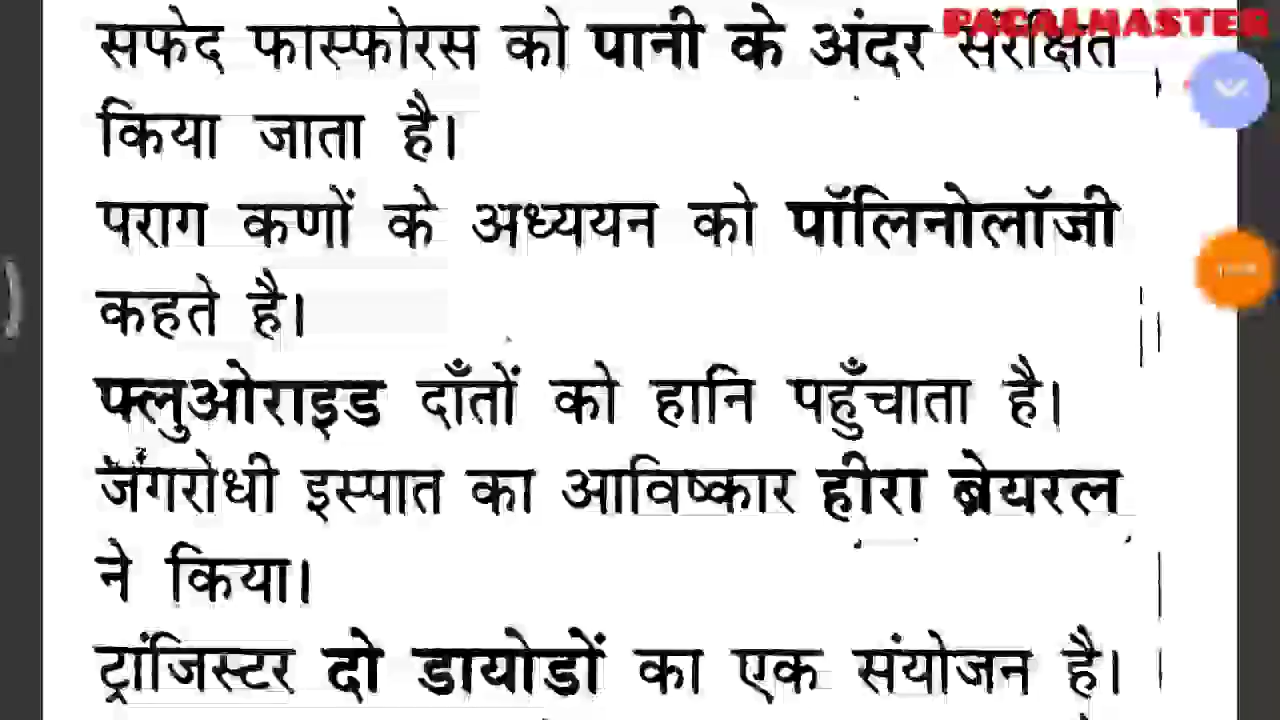 PAGALMASTER
सफेद फास्फोरस को पानी के अंदर संरक्षित
किया जाता है।
पराग कणों के अध्ययन को पॉलिनोलॉजी
कहते है।
फ्लुओराइड दाँतों को हानि पहुँचाता है।
जंगरोधी इस्पात का आविष्कार हीरा ब्रेयरल
ने किया।
ट्रांजिस्टर दो डायोडों का एक संयोजन है।